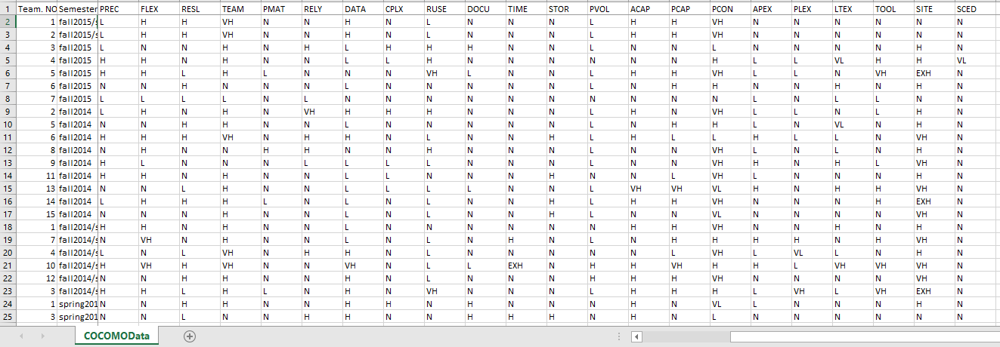 1 Team. NO Semester PREC FLEX RESL TEAM PMAT RELY DATA CPLX RUSE DOCU TIME STOR PVOL ACAP PCAP PCON APEX PLEX LTEX TOOL SITE SCED
2 1 fall2015/s L H H VH N N H N L N N N L H H VH N N N N N N
3 2 fall2015/s L H H VH N N H N L N N N L H H VH N N N N N N
4 3 fall2015 L N N H N H L H H H N N L N N L N N N N H N
5 4 fall2015 H H N H N N L L H N N N N N N H L L VL H H VL
6 5 fall2015 H H L H L N N N VH L N N L H H VH L L N VH EXH N
7 6 fall2015 N N H N N N L N N N N N L N H H N N H N H N
8 7 fall2015 L L L L N L N N N N N N N N N N L N L L N N
9 2 fall2014 L H N H N VH H H H N N N L H N VH L L N L H N
10 5 fall2014 N N H H N N L N N N N N L N H H L N VL N H N
11 6 fall2014 H H H VH N H H N L N N H L H L L H L L N VH N
12 8 fall2014 N H N N H H N N H N N N L N N VH L N L N H N
13 9 fall2014 H L N N N L L L L N N N L N N VH H N H L VH N
14 11 fall2014 H H N H N N L L N N N H N N L VH L N N N H N
15 13 fall2014 N N L H N N L L L L N N L VH VH VL H N H H VH N
16 14 fall2014 L H H H L N L N L N N H L H H VH N N N H EXH N
17 15 fall2014 N N N H N N L N L N N H L N N VL N N N N VH N
18 1 fall2014/s H H N H N N L N N N N N N H H VH N N H N H N
19 7 fall2014/s N VH N H N L N N L N H N L N H H H H N H VH N
20 4 fall2014/s L N L VH N H H N L N N N N N L VH L VL L N H N
21 10 fall2014/s H VH H VH N N VH N L L EXH N H H VH H H L VH VH VH N
22 12 fall2014/s N N H H N N H N L N N N H H H VH N N N N VH N
23 3 fall2014/s H H L H L N H N VH N N N L H H H L VH L VH EXH N
24 1 spring201 N N H H N N H H N H N N N H N VL L N N N H N
25 3 spring201 N N L N N H H N N H H H N H N L N N N N H N
COCOMOData